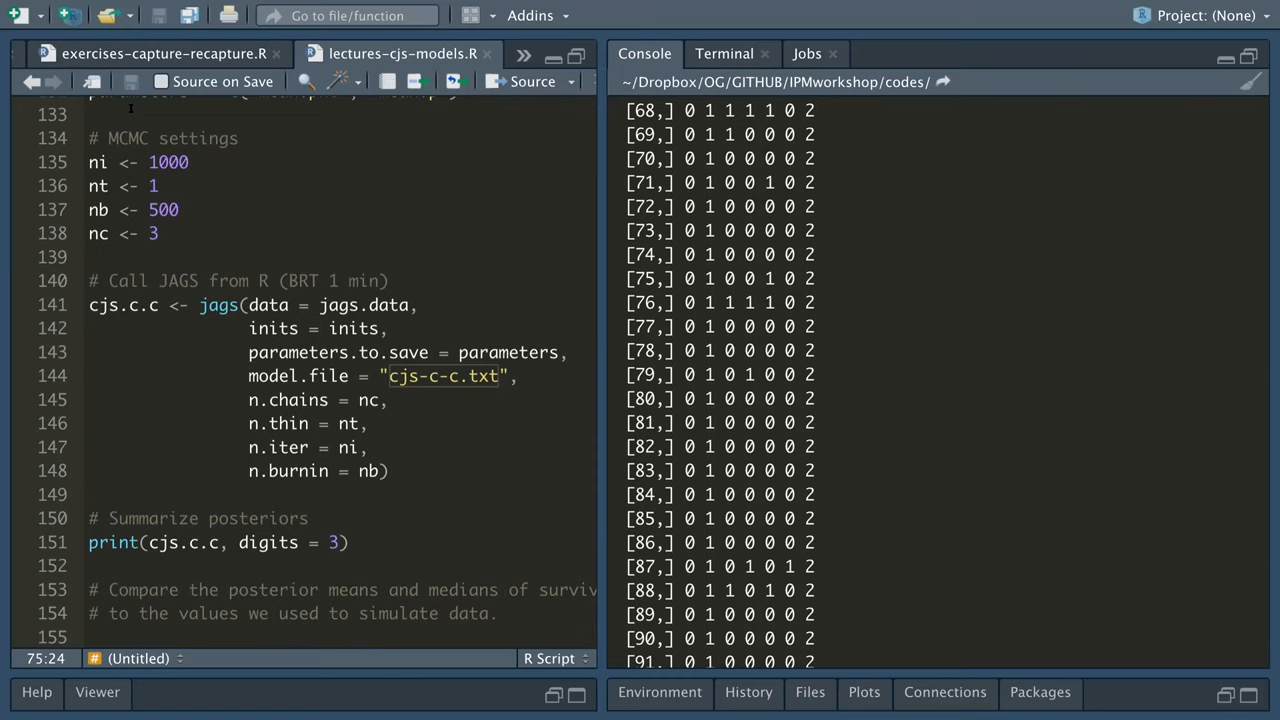 Go to file/function
Addins
Project: (None)
exercises-capture-recapture.R
lectures-cjs-models.R
Source on Save
Source
133
134 # MCMC settings
135 ni <- 1000
136 nt <- 1
137 nb <- 500
138 nc <- 3
139
140 # Call JAGS from R (BRT 1 min)
141 cjs.c.c <- jags(data = jags.data,
142 inits = inits,
143 parameters.to.save = parameters,
144 model.file = "cjs-c-c.txt",
145 n.chains = nc,
146 n.thin = nt,
147 n.iter = ni,
148 n.burnin = nb)
149
150 # Summarize posteriors
151 print(cjs.c.c, digits = 3)
152
153 # Compare the posterior means and medians of surviv
154 # to the values we used to simulate data.
155
75:24
# (Untitled)
R Script
Help
Viewer
Console
Terminal
Jobs
~/Dropbox/OG/GITHUB/IPMworkshop/codes/
[68,] 0 1 1 1 1 0 2
[69,] 0 1 1 0 0 0 2
[70,] 0 1 0 0 0 0 2
[71,] 0 1 0 0 1 0 2
[72,] 0 1 0 0 0 0 2
[73,] 0 1 0 0 0 0 2
[74,] 0 1 0 0 0 0 2
[75,] 0 1 0 0 1 0 2
[76,] 0 1 1 1 1 0 2
[77,] 0 1 0 0 0 0 2
[78,] 0 1 0 0 0 0 2
[79,] 0 1 0 1 0 0 2
[80,] 0 1 0 0 0 0 2
[81,] 0 1 0 0 0 0 2
[82,] 0 1 0 0 0 0 2
[83,] 0 1 0 0 0 0 2
[84,] 0 1 0 0 0 0 2
[85,] 0 1 0 0 0 0 2
[86,] 0 1 0 0 0 0 2
[87,] 0 1 0 1 0 1 2
[88,] 0 1 1 0 1 0 2
[89,] 0 1 0 0 0 0 2
[90,] 0 1 0 0 0 0 2
[91,] 0 1 0 0 0 0 2
Environment
History
Files
Plots
Connections
Packages